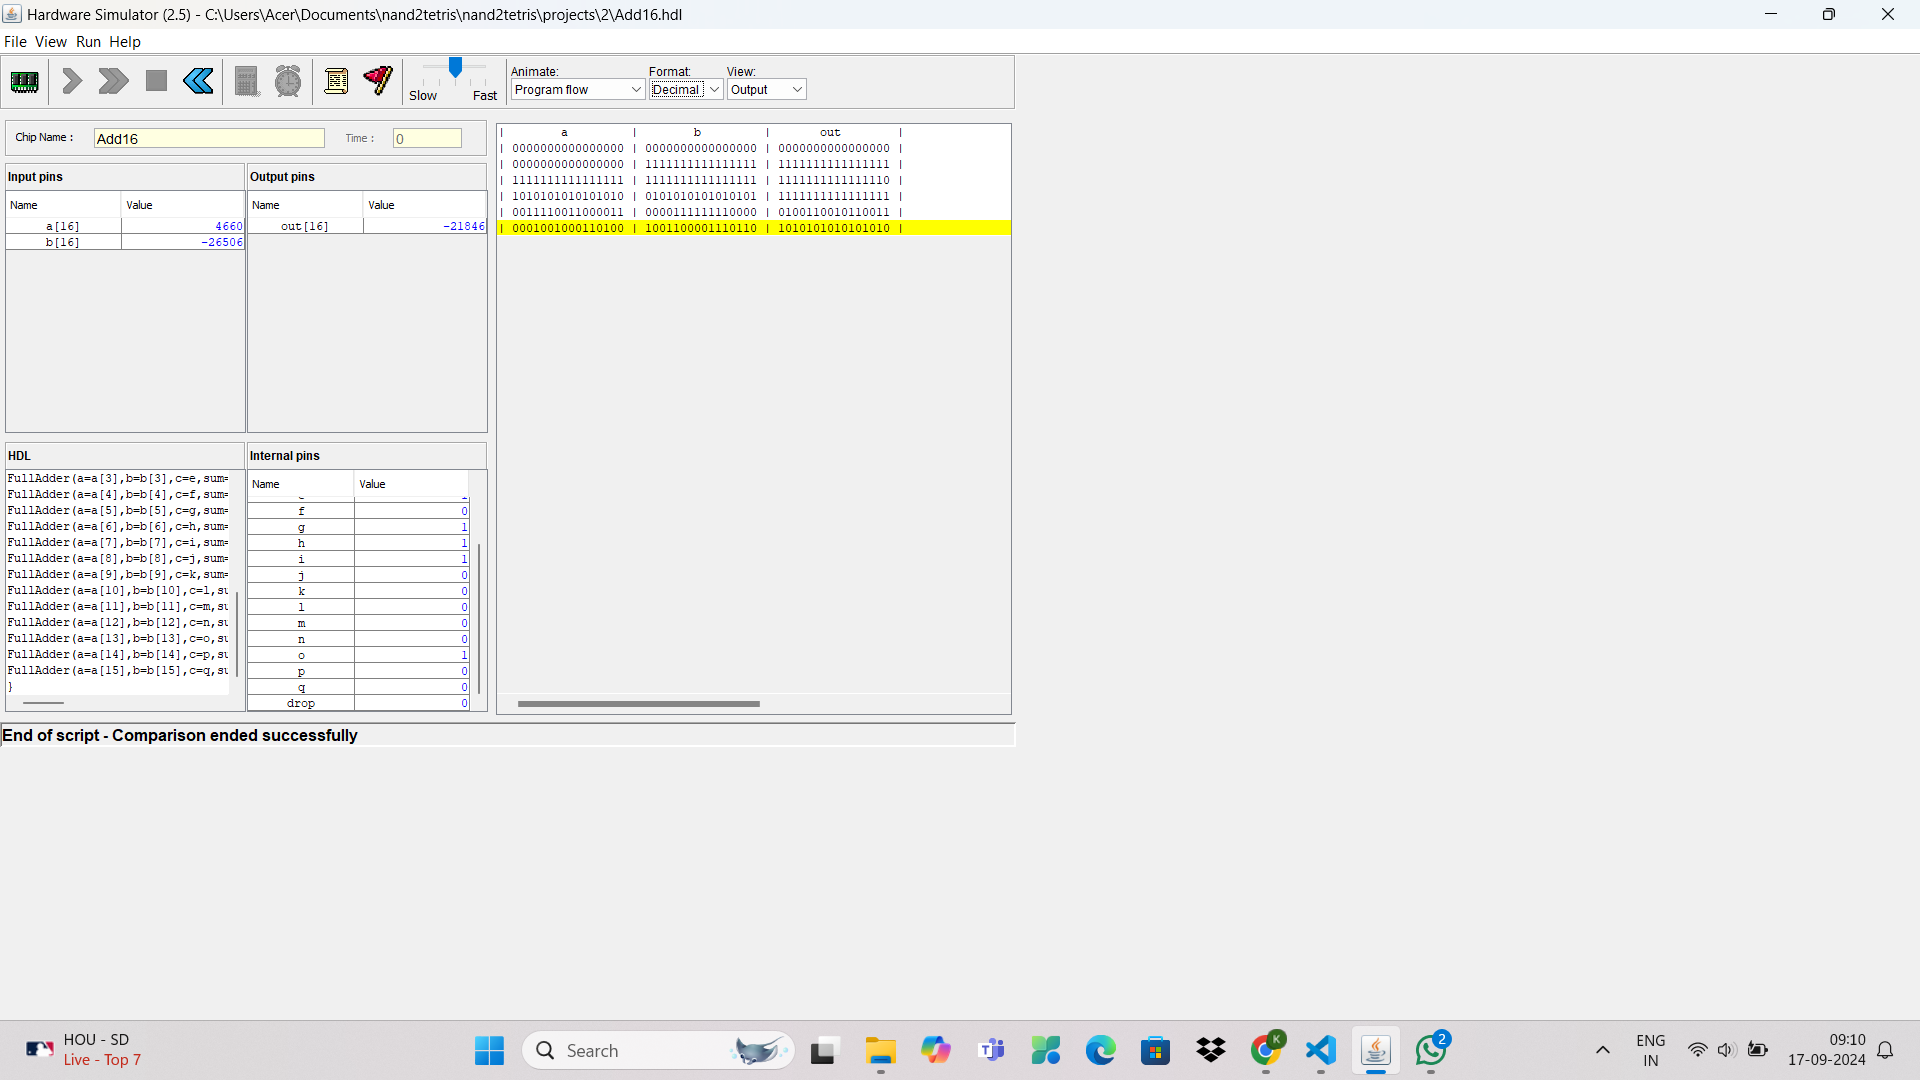 Hardware Simulator (2.5) - C:\Users\Acer\Documents\nand2tetris\nand2tetris\projects\2\Add16.hdl
File View Run Help
Slow Fast
Animate: Format: View:
Program flow Decimal Output
Chip Name : Add16 Time : 0
Input pins
Name Value
a[16] 4660
b[16] -26506
Output pins
Name Value
out[16] -21846
HDL
FullAdder(a=a[3],b=b[3],c=e,sum=
FullAdder(a=a[4],b=b[4],c=f,sum=
FullAdder(a=a[5],b=b[5],c=g,sum=
FullAdder(a=a[6],b=b[6],c=h,sum=
FullAdder(a=a[7],b=b[7],c=i,sum=
FullAdder(a=a[8],b=b[8],c=j,sum=
FullAdder(a=a[9],b=b[9],c=k,sum=
FullAdder(a=a[10],b=b[10],c=l,su
FullAdder(a=a[11],b=b[11],c=m,su
FullAdder(a=a[12],b=b[12],c=n,su
FullAdder(a=a[13],b=b[13],c=o,su
FullAdder(a=a[14],b=b[14],c=p,su
FullAdder(a=a[15],b=b[15],c=q,su
}
Internal pins
Name Value
f 0
g 1
h 1
i 1
j 0
k 0
l 0
m 0
n 0
o 1
p 0
q 0
drop 0
| a | b | out |
| 0000000000000000 | 0000000000000000 | 0000000000000000 |
| 0000000000000000 | 1111111111111111 | 1111111111111111 |
| 1111111111111111 | 1111111111111111 | 1111111111111110 |
| 1010101010101010 | 0101010101010101 | 1111111111111111 |
| 0011110011000011 | 0000111111110000 | 0100110010110011 |
| 0001001000110100 | 1001100001110110 | 1010101010101010 |
End of script - Comparison ended successfully
HOU - SD
Live - Top 7
Search
K
2
ENG
IN
09:10
17-09-2024